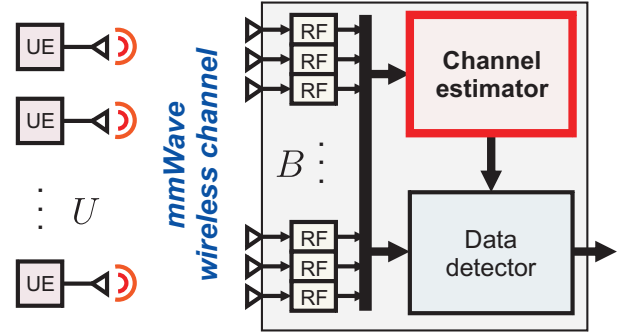 UE
UE
⋮ U
UE
mmWave
wireless channel
RF
RF
RF
B ⋮
RF
RF
RF
Channel
estimator
Data
detector